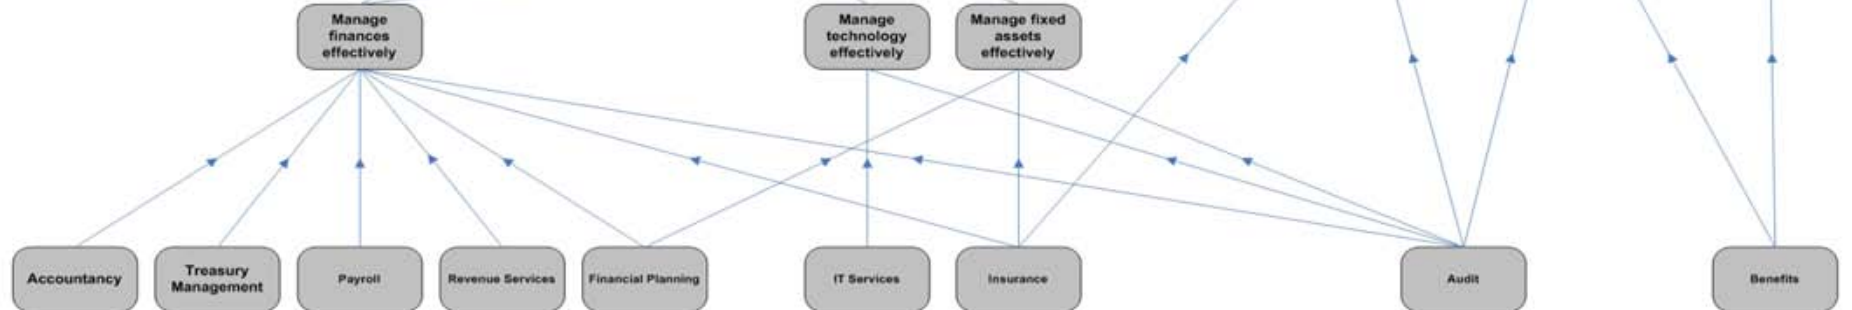 Manage
finances
effectively
Manage
technology
effectively
Manage fixed
assets
effectively
Accountancy
Treasury
Management
Payroll
Revenue Services
Financial Planning
IT Services
Insurance
Audit
Benefits